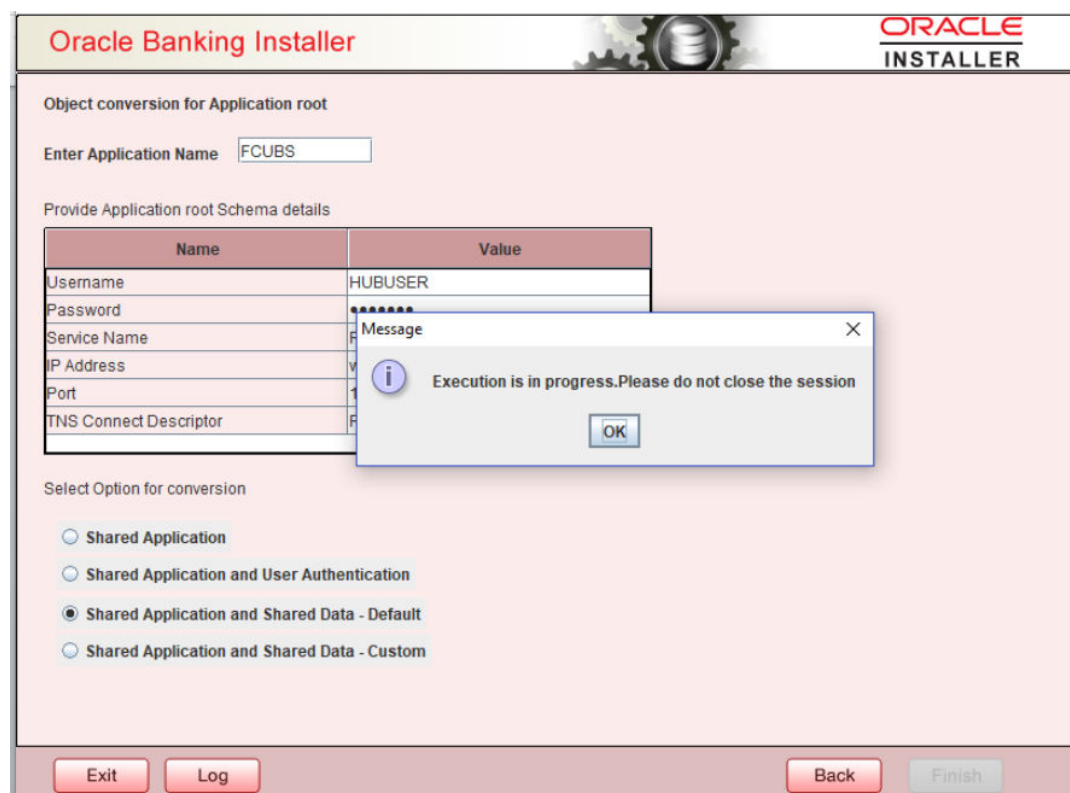 Oracle Banking Installer
ORACLE
INSTALLER
Object conversion for Application root
Enter Application Name FCUBS
Provide Application root Schema details
Name Value
Username HUBUSER
Password •••••••
Message
Service Name
IP Address
Execution is in progress.Please do not close the session
Port
TNS Connect Descriptor
OK
Select Option for conversion
Shared Application
Shared Application and User Authentication
Shared Application and Shared Data - Default
Shared Application and Shared Data - Custom
Exit Log Back Finish